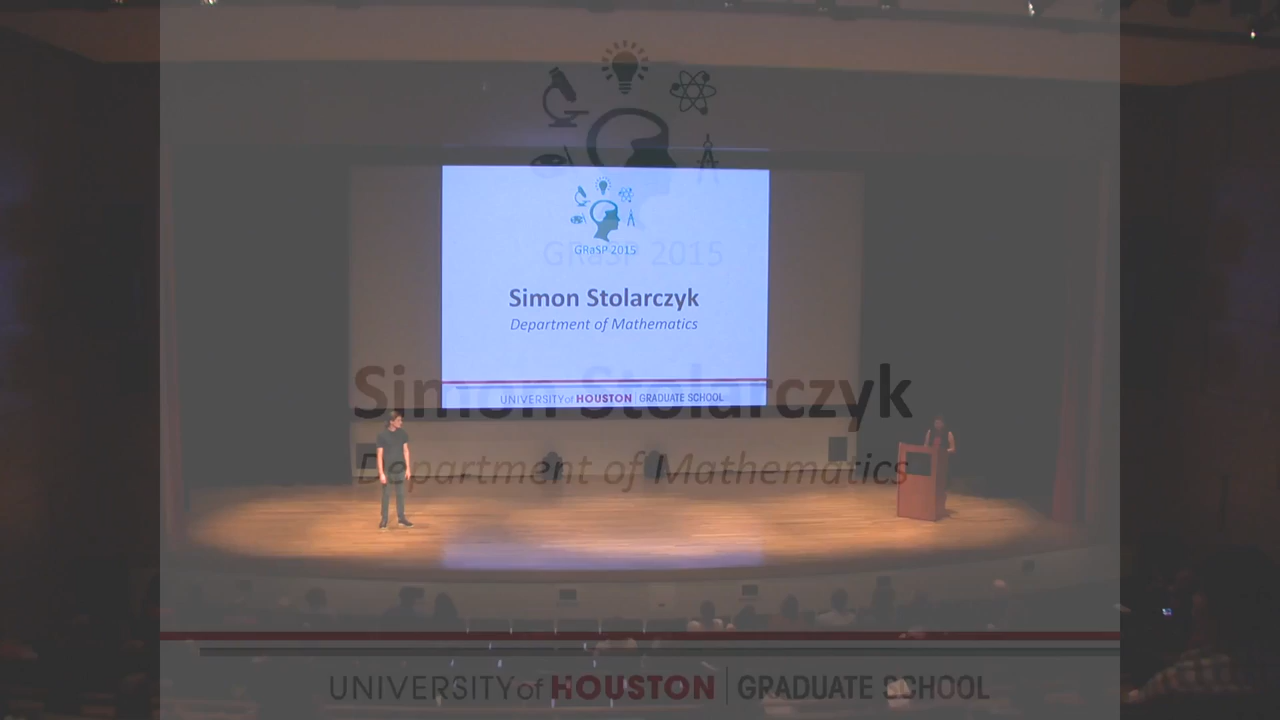 GRaSP 2015
GRaSP 2015
Simon Stolarczyk
Department of Mathematics
Simon Stolarczyk
UNIVERSITY of HOUSTON | GRADUATE SCHOOL
Department of Mathematics
UNIVERSITY of HOUSTON | GRADUATE SCHOOL